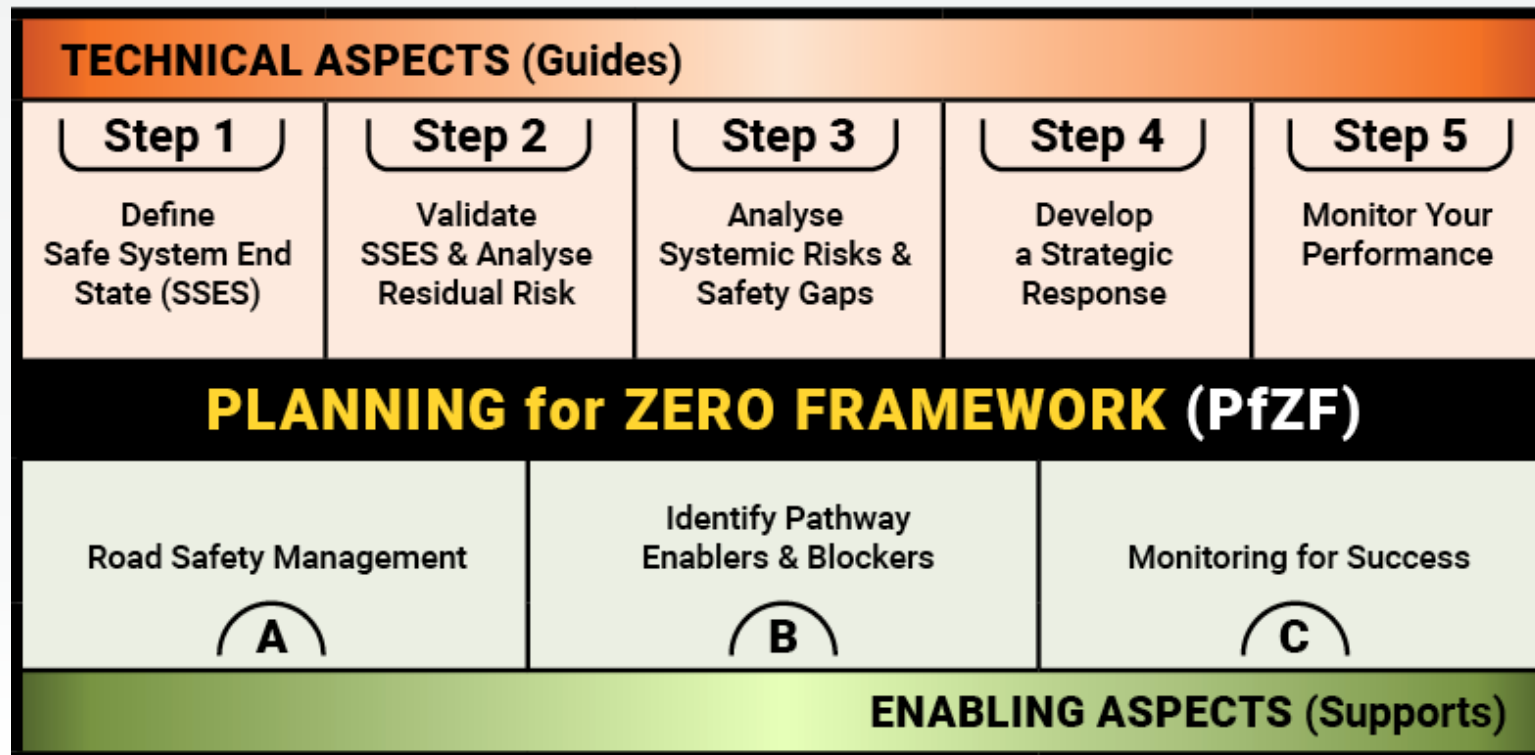 TECHNICAL ASPECTS (Guides)
Step 1
Define
Safe System End
State (SSES)
Step 2
Validate
SSES & Analyse
Residual Risk
Step 3
Analyse
Systemic Risks &
Safety Gaps
Step 4
Develop
a Strategic
Response
Step 5
Monitor Your
Performance
PLANNING for ZERO FRAMEWORK (PfZF)
Road Safety Management
A
Identify Pathway
Enablers & Blockers
B
Monitoring for Success
C
ENABLING ASPECTS (Supports)